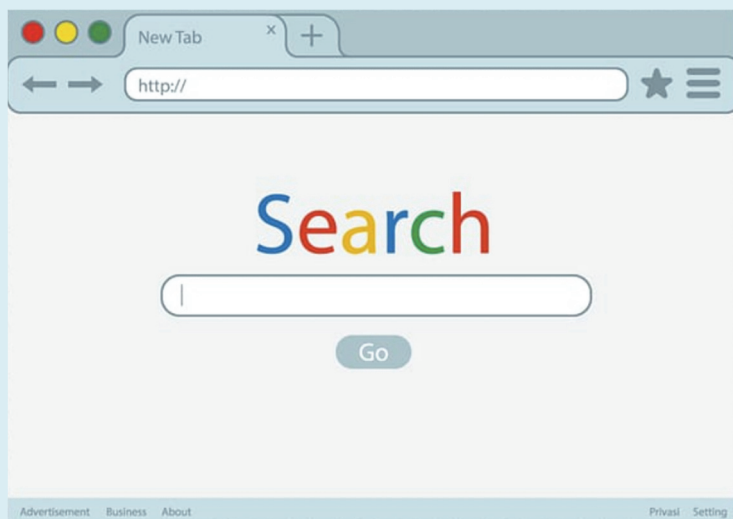 New Tab x
http://
Search
Go
Advertisement Business About Privasi Setting